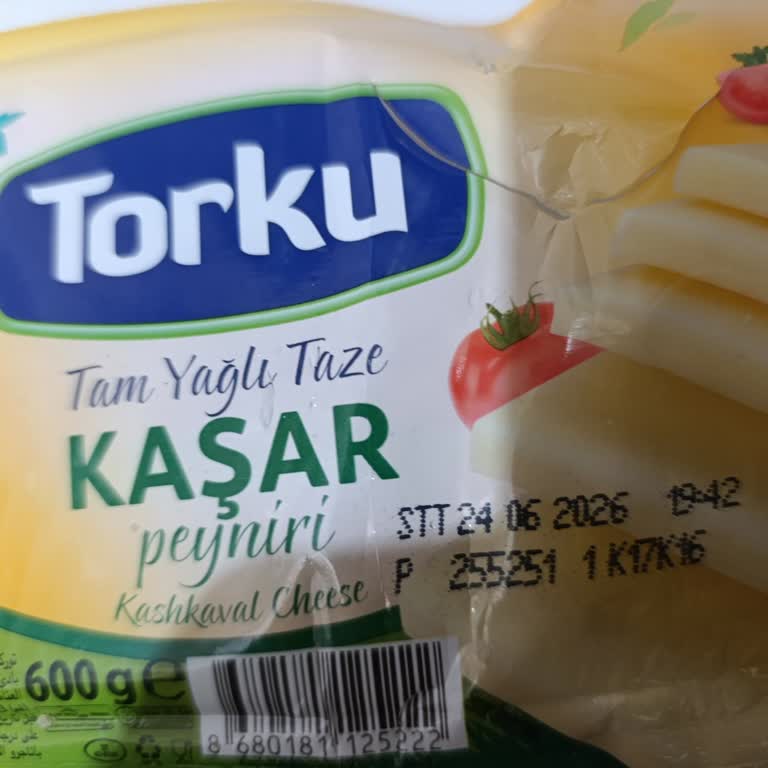 Torku
Tam Yağlı Taze
KAŞAR
peyniri
Kashkaval Cheese
STT 24 06 2026 19:42
P 255251 1 K17K16
600 g e
8 680181 125222